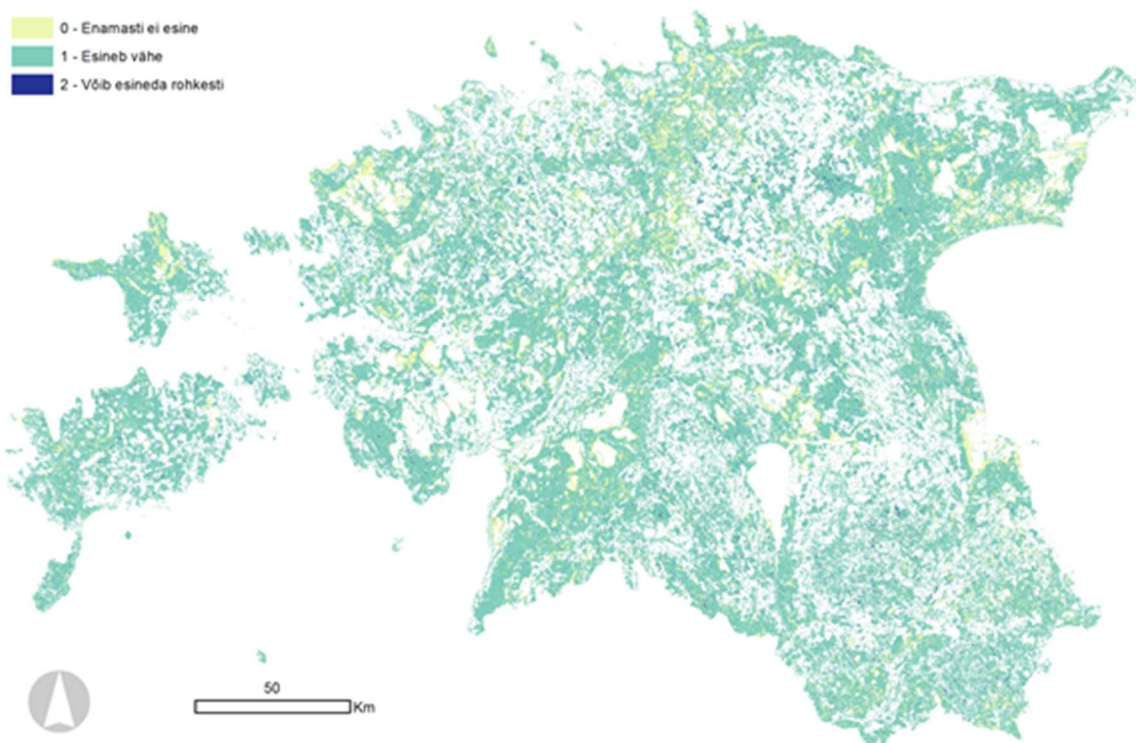 0 - Enamasti ei esine
1 - Esineb vähe
2 - Võib esineda rohkesti
50
Km